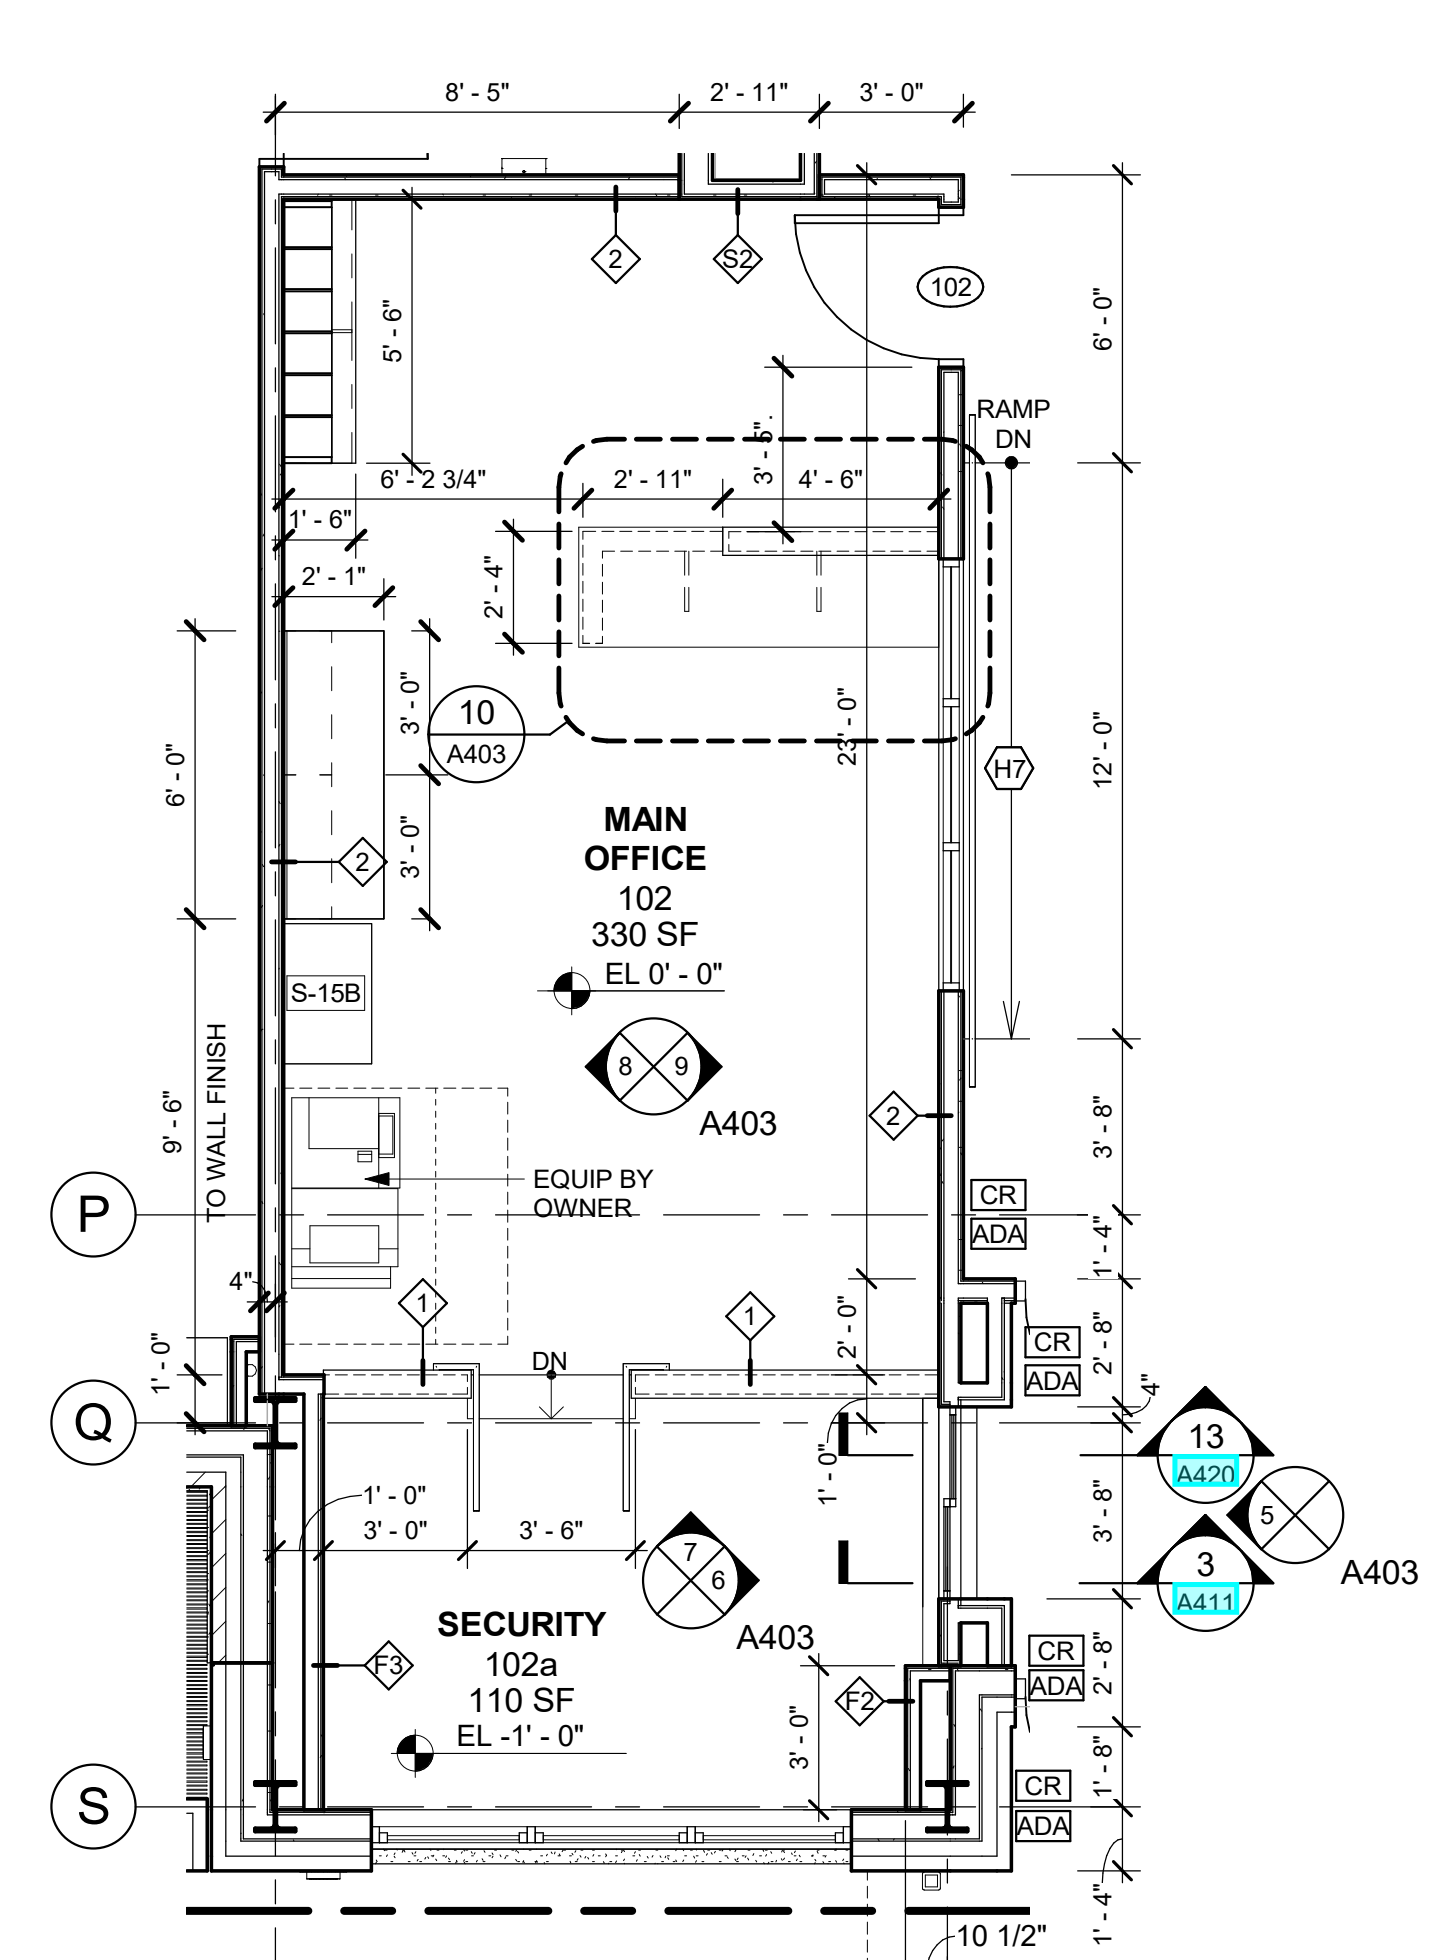 8' - 5"
2' - 11"
3' - 0"
2
S2
102
5' - 6"
6' - 0"
RAMP
DN
3' - 5"
6' - 2 3/4"
2' - 11"
4' - 6"
1' - 6"
2' - 1"
2' - 4"
3' - 0"
10
A403
23' - 0"
H7
12' - 0"
6' - 0"
MAIN
OFFICE
102
330 SF
EL 0' - 0"
2
3' - 0"
S-15B
8
9
A403
2
3' - 8"
9' - 6"
TO WALL FINISH
EQUIP BY
OWNER
P
CR
ADA
1' - 4"
4"
1
1
2' - 0"
CR
ADA
2' - 8"
1' - 0"
DN
4"
Q
13
A420
1' - 0"
1' - 0"
3' - 0"
3' - 6"
3' - 8"
5
A403
7
6
A403
3
A411
SECURITY
102a
110 SF
EL -1' - 0"
F3
F2
CR
ADA
2' - 8"
3' - 0"
1' - 8"
S
CR
ADA
1' - 4"
10 1/2"